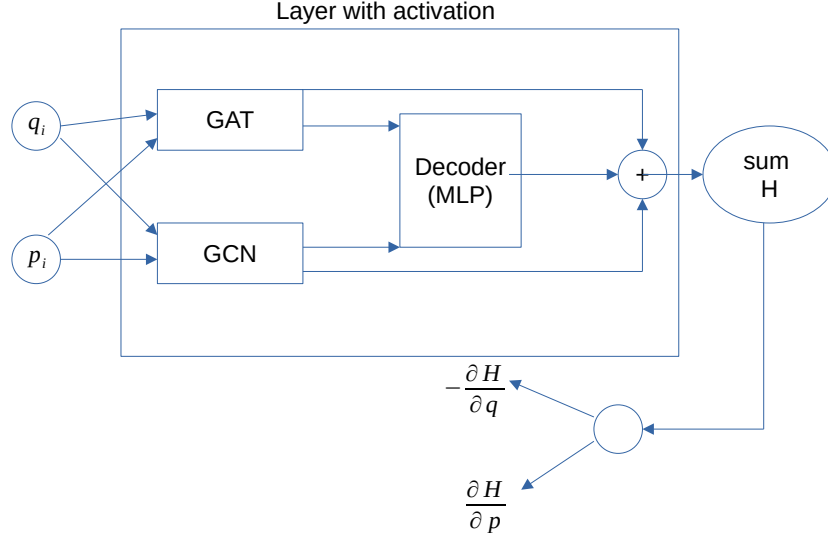 Layer with activation
GAT
q_i
Decoder
(MLP)
+
sum
H
p_i
GCN
−∂H/∂q
∂H/∂p